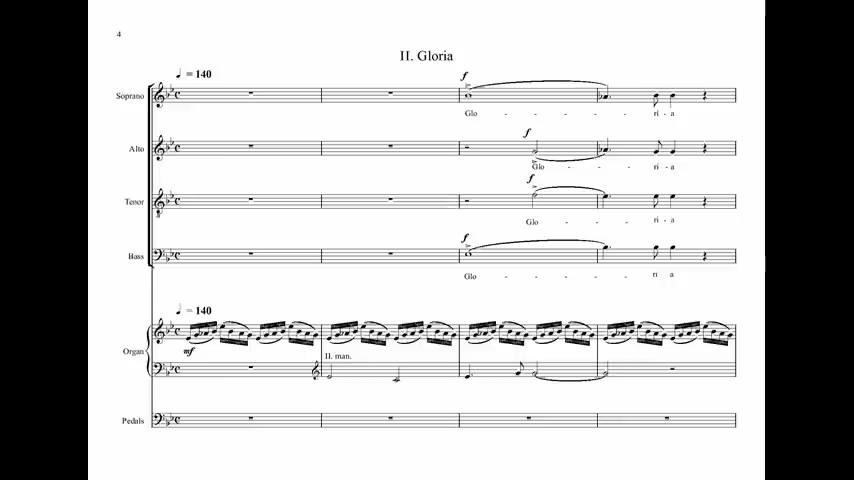 4
II. Gloria
= 140
f
Soprano
Glo - - - - ri - a
f
Alto
Glo - - ri - a
f
Tenor
Glo - - - ri - a
f
Bass
Glo - - - - ri a
= 140
mf
Organ
II. man.
Pedals